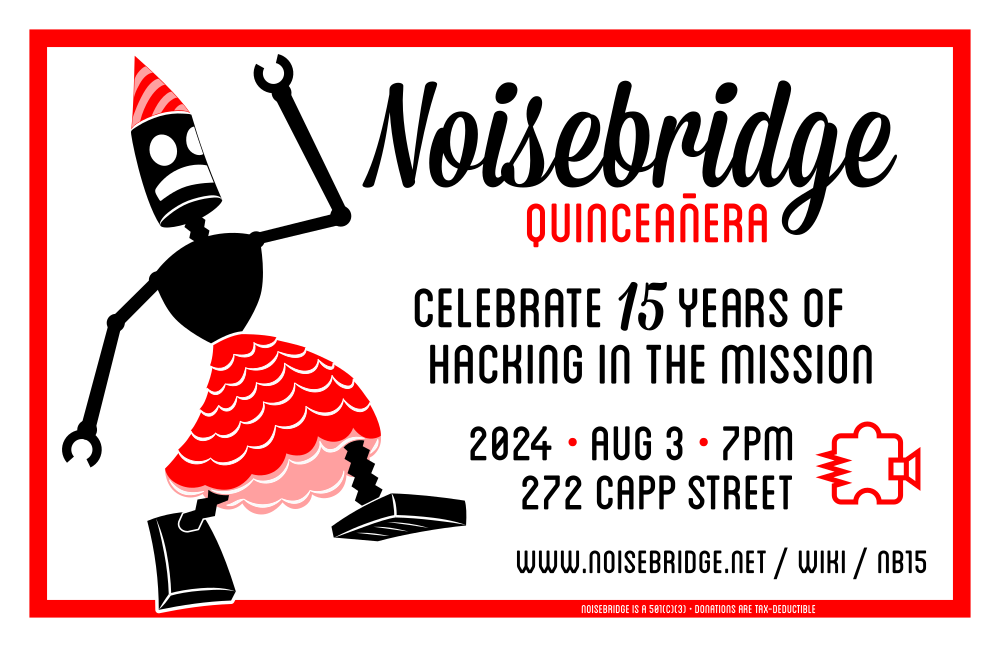 Noisebridge
QUINCEAÑERA
CELEBRATE 15 YEARS OF
HACKING IN THE MISSION
2024 • AUG 3 • 7PM
272 CAPP STREET
WWW.NOISEBRIDGE.NET / WIKI / NB15
NOISEBRIDGE IS A 501(C)(3) • DONATIONS ARE TAX-DEDUCTIBLE